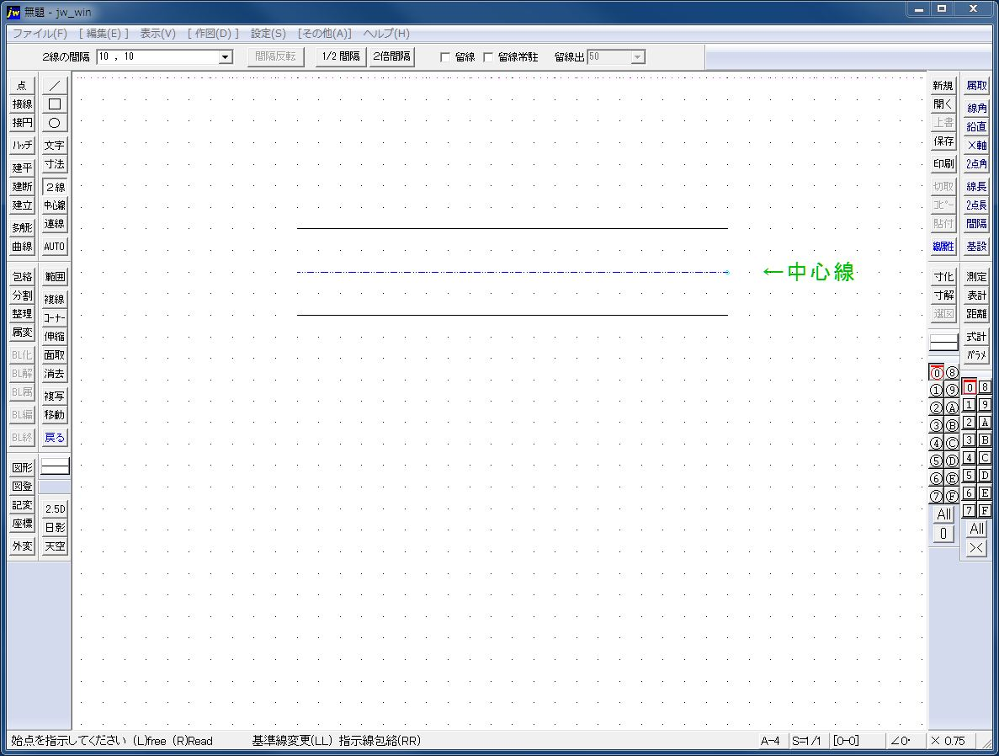 無題 - jw_win
ファイル(F) [ 編集(E) ] 表示(V) [ 作図(D) ] 設定(S) [その他(A)] ヘルプ(H)
2線の間隔 10 , 10 間隔反転 1/2 間隔 2倍間隔 留線 留線常駐 留線出 50
点 ／
接線 □
接円 ○
ハッチ 文字
建平 寸法
建断 2線
建立 中心線
多角形 連線
曲線 AUTO
包絡 範囲
分割 複線
整理 コーナー
属変 伸縮
BL化 面取
BL解 消去
BL属 複写
BL編 移動
BL終 戻る
図形
図登
記変 2.5D
座標 日影
外変 天空
←中心線
新規 属取
開く 線角
上書 鉛直
保存 ×軸
印刷 2点角
切取 線長
コピー 2点長
貼付 間隔
線属性 基設
寸化 測定
寸解 表計
選図 距離
式計
パラメ
0 8
1 9
2 A
3 B
4 C
5 D
6 E
7 F
All
0
0 8
1 9
2 A
3 B
4 C
5 D
6 E
7 F
All
×
始点を指示してください (L)free (R)Read 基準線変更(LL) 指示線包絡(RR) A-4 S=1/1 [0-0] ∠0 × 0.75